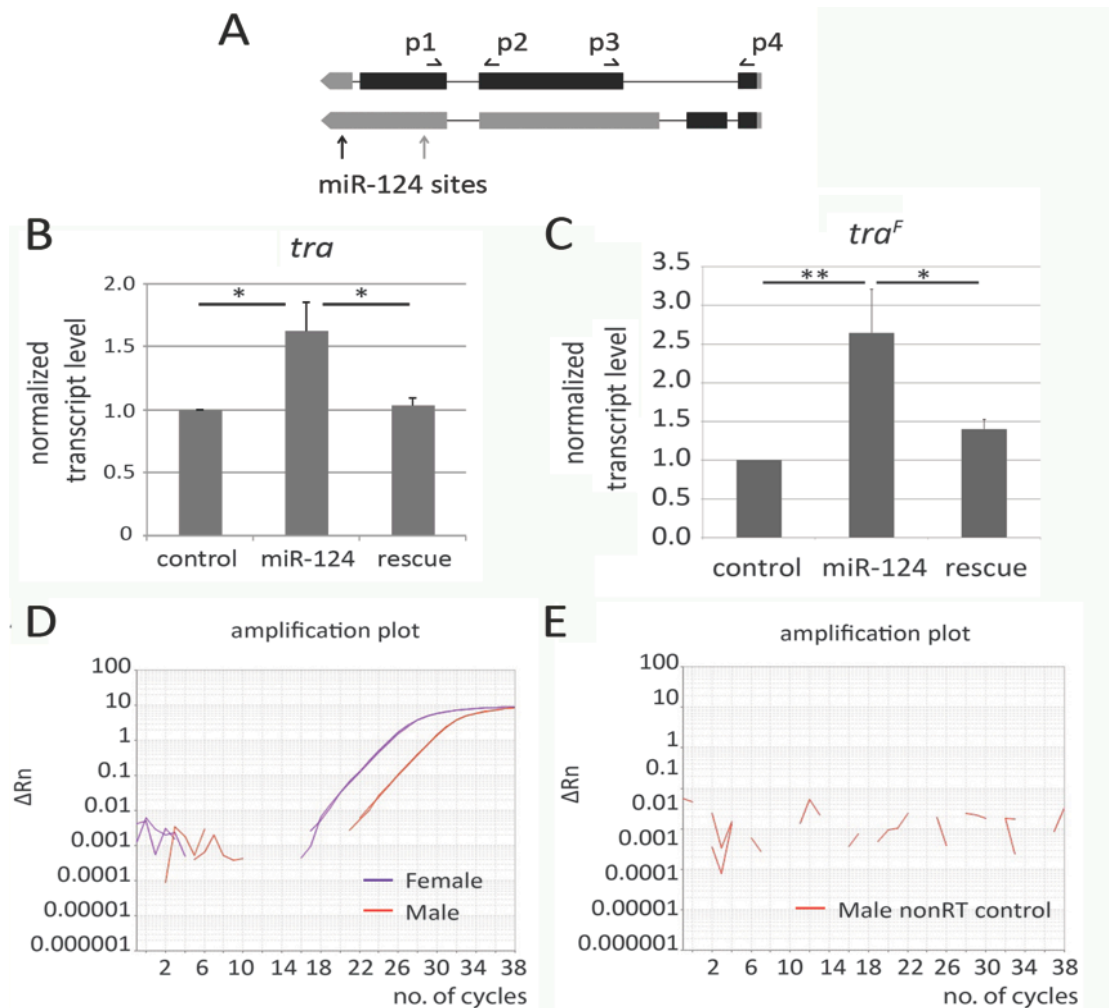 A
p1
p2
p3
p4
miR-124 sites
B
tra
normalized
transcript level
2.0
1.5
1.0
0.5
0
*
*
control
miR-124
rescue
C
tra^F
normalized
transcript level
3.5
3.0
2.5
2.0
1.5
1.0
0.5
0.0
**
*
control
miR-124
rescue
D
amplification plot
ΔRn
100
10
1
0.1
0.01
0.001
0.0001
0.00001
0.000001
Female
Male
2 6 10 14 18 22 26 30 34 38
no. of cycles
E
amplification plot
ΔRn
100
10
1
0.1
0.01
0.001
0.0001
0.00001
0.000001
Male nonRT control
2 6 10 14 18 22 26 30 34 38
no. of cycles